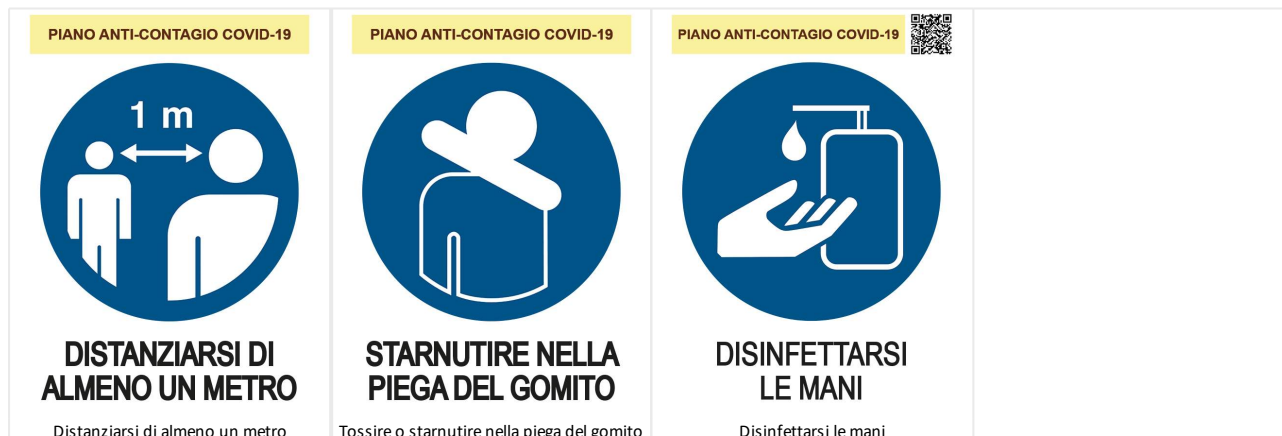 PIANO ANTI-CONTAGIO COVID-19
1 m
DISTANZIARSI DI
ALMENO UN METRO
Distanziarsi di almeno un metro
PIANO ANTI-CONTAGIO COVID-19
STARNUTIRE NELLA
PIEGA DEL GOMITO
Tossire o starnutire nella piega del gomito
PIANO ANTI-CONTAGIO COVID-19
DISINFETTARSI
LE MANI
Disinfettarsi le mani